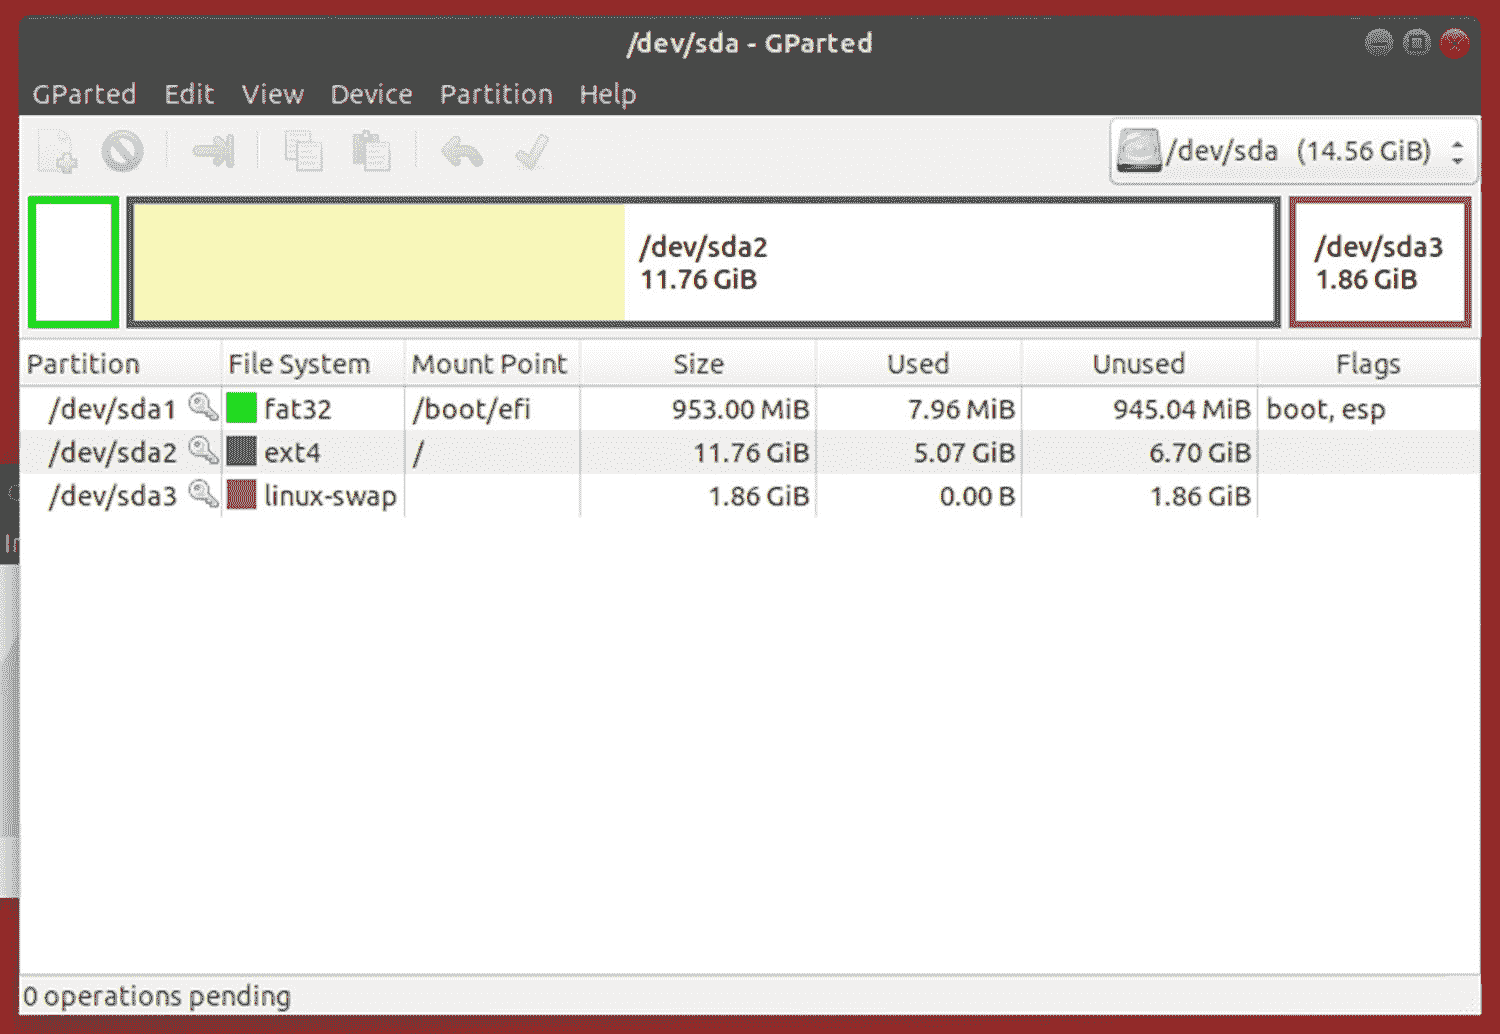 /dev/sda - GParted
GParted Edit View Device Partition Help
/dev/sda (14.56 GiB)
/dev/sda2
11.76 GiB
/dev/sda3
1.86 GiB
Partition File System Mount Point Size Used Unused Flags
/dev/sda1 fat32 /boot/efi 953.00 MiB 7.96 MiB 945.04 MiB boot, esp
/dev/sda2 ext4 / 11.76 GiB 5.07 GiB 6.70 GiB
/dev/sda3 linux-swap 1.86 GiB 0.00 B 1.86 GiB
0 operations pending